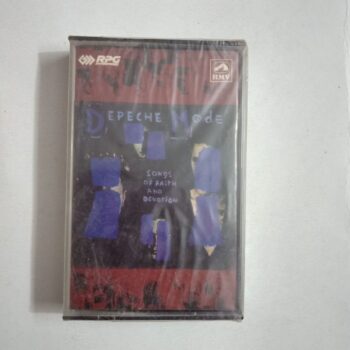 RPG
HMV
DEPECHE MODE
SONGS
OF FAITH
AND
DEVOTION